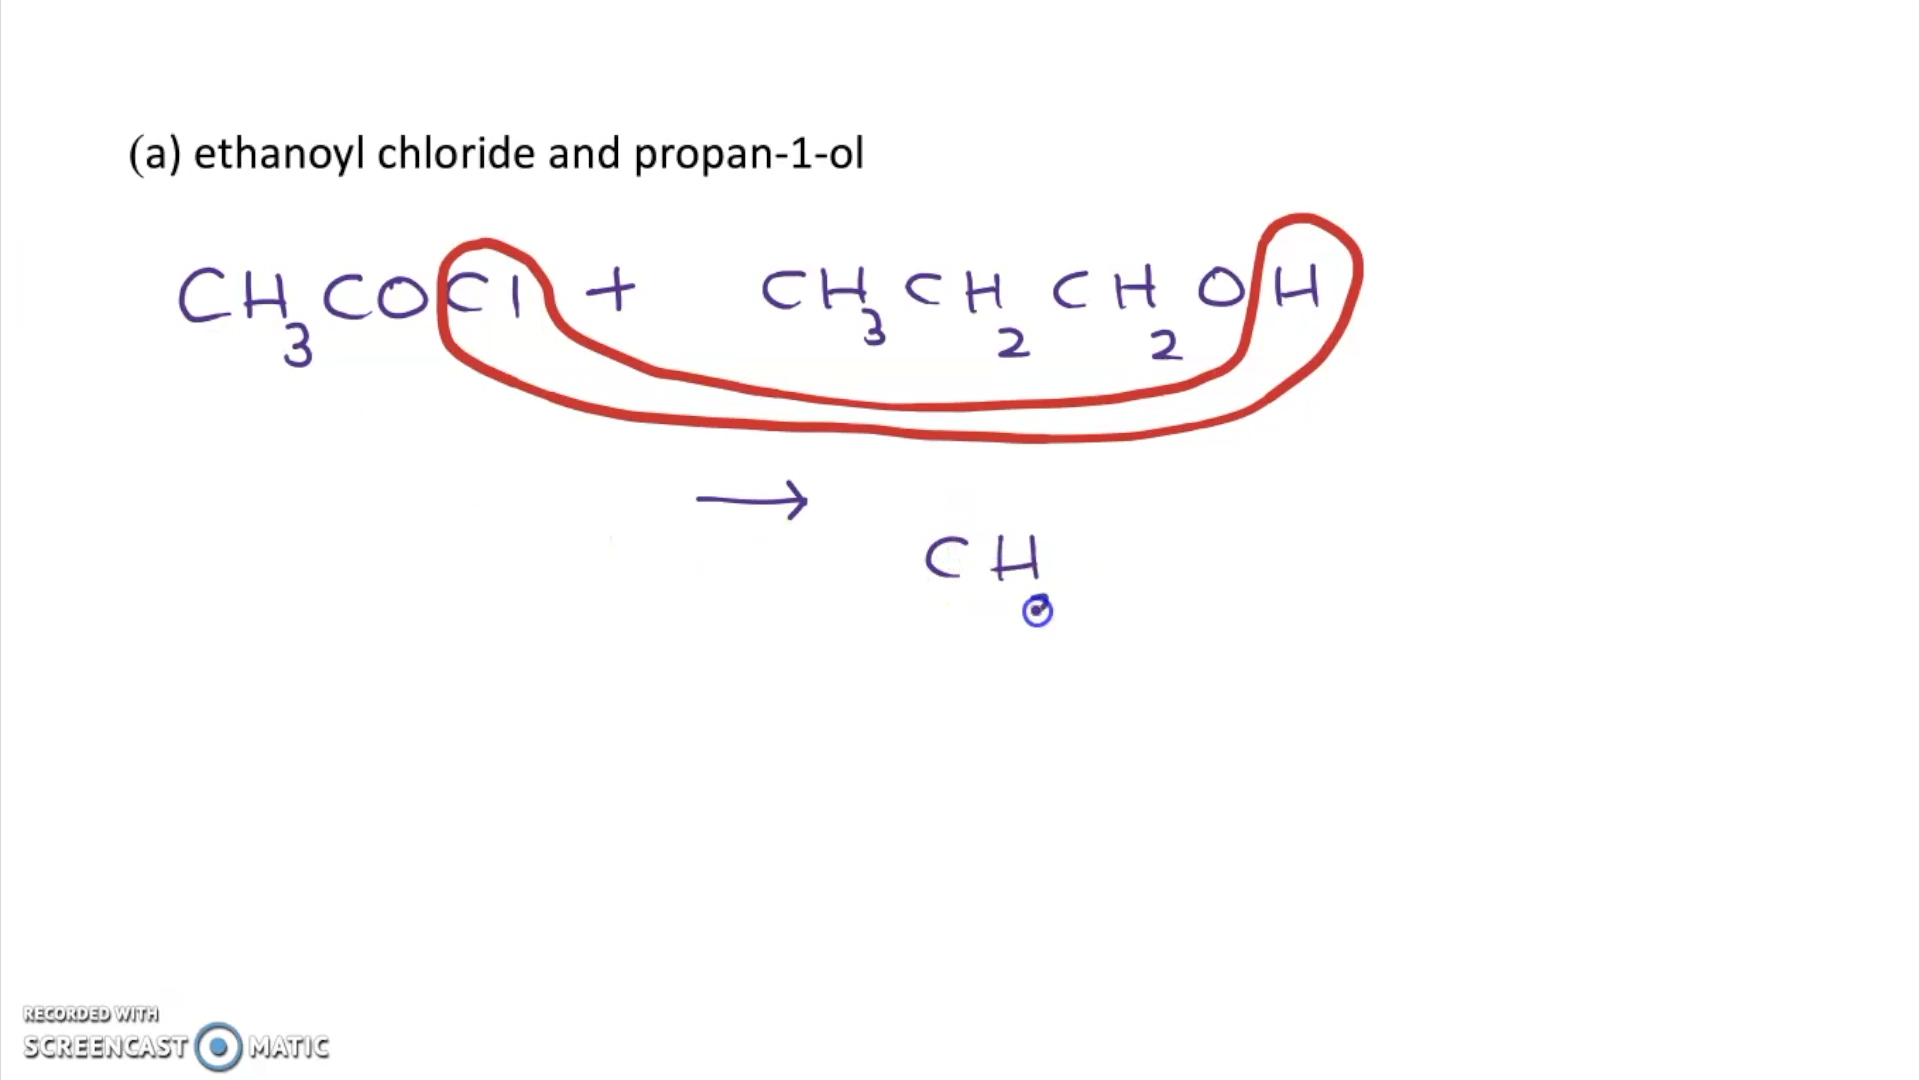 (a) ethanoyl chloride and propan-1-ol
CH₃COCl + CH₃CH₂CH₂OH
→
CH
RECORDED WITH
SCREENCAST MATIC